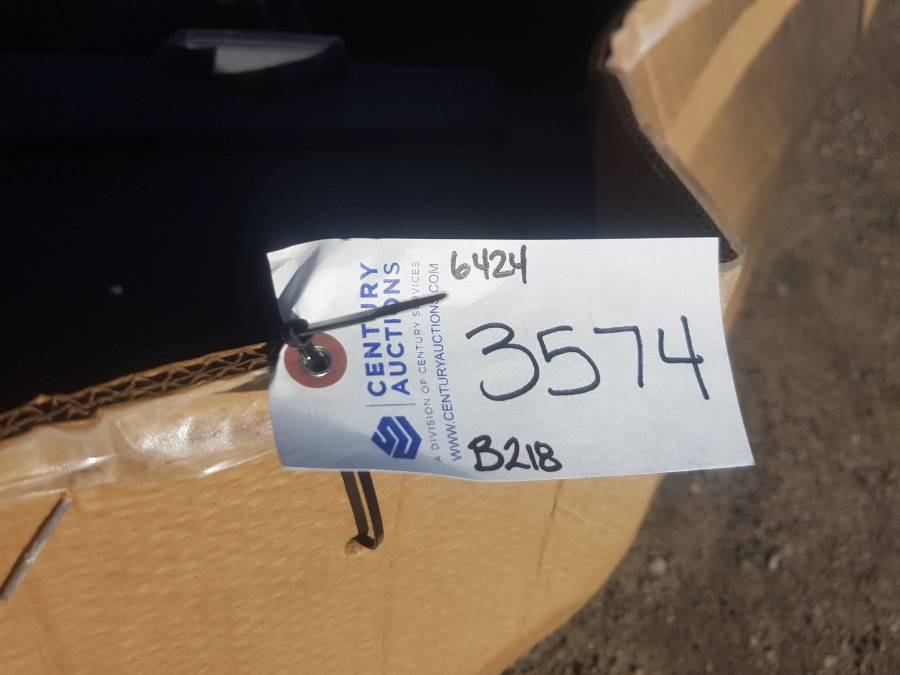 CENTURY
AUCTIONS
A DIVISION OF CENTURY SERVICES
WWW.CENTURYAUCTIONS.COM
6424
3574
B218